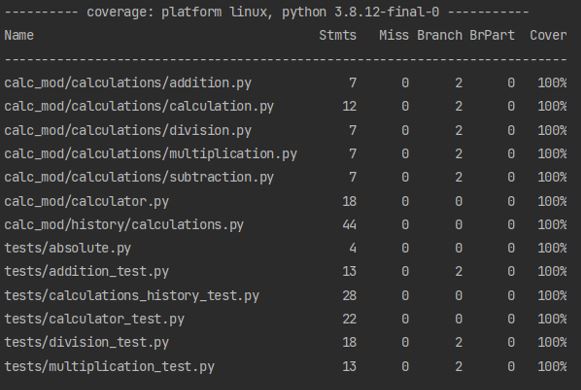 ---------- coverage: platform linux, python 3.8.12-final-0 -----------
Name                                    Stmts   Miss Branch BrPart  Cover
-------------------------------------------------------------------------
calc_mod/calculations/addition.py           7      0      2      0   100%
calc_mod/calculations/calculation.py       12      0      2      0   100%
calc_mod/calculations/division.py           7      0      2      0   100%
calc_mod/calculations/multiplication.py     7      0      2      0   100%
calc_mod/calculations/subtraction.py        7      0      2      0   100%
calc_mod/calculator.py                     18      0      0      0   100%
calc_mod/history/calculations.py           44      0      0      0   100%
tests/absolute.py                           4      0      0      0   100%
tests/addition_test.py                     13      0      2      0   100%
tests/calculations_history_test.py         28      0      0      0   100%
tests/calculator_test.py                   22      0      0      0   100%
tests/division_test.py                     18      0      2      0   100%
tests/multiplication_test.py               13      0      2      0   100%